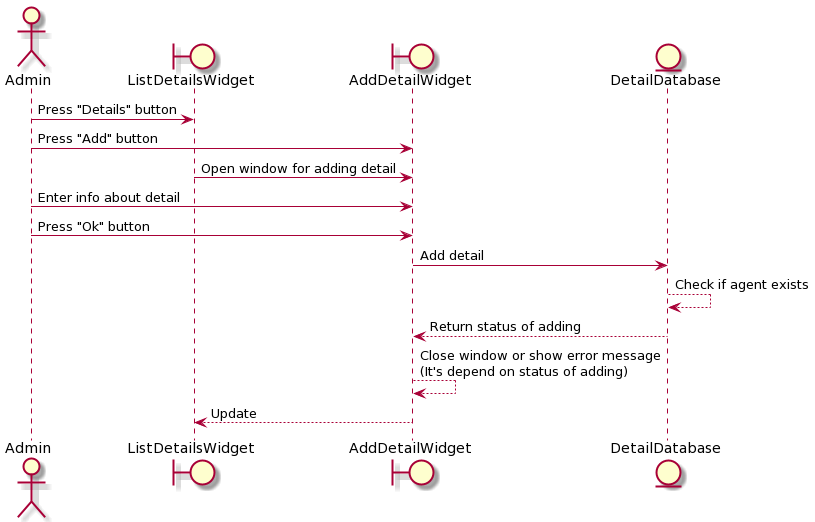 Admin
ListDetailsWidget
AddDetailWidget
DetailDatabase
Press "Details" button
Press "Add" button
Open window for adding detail
Enter info about detail
Press "Ok" button
Add detail
Check if agent exists
Return status of adding
Close window or show error message
(It's depend on status of adding)
Update
Admin
ListDetailsWidget
AddDetailWidget
DetailDatabase